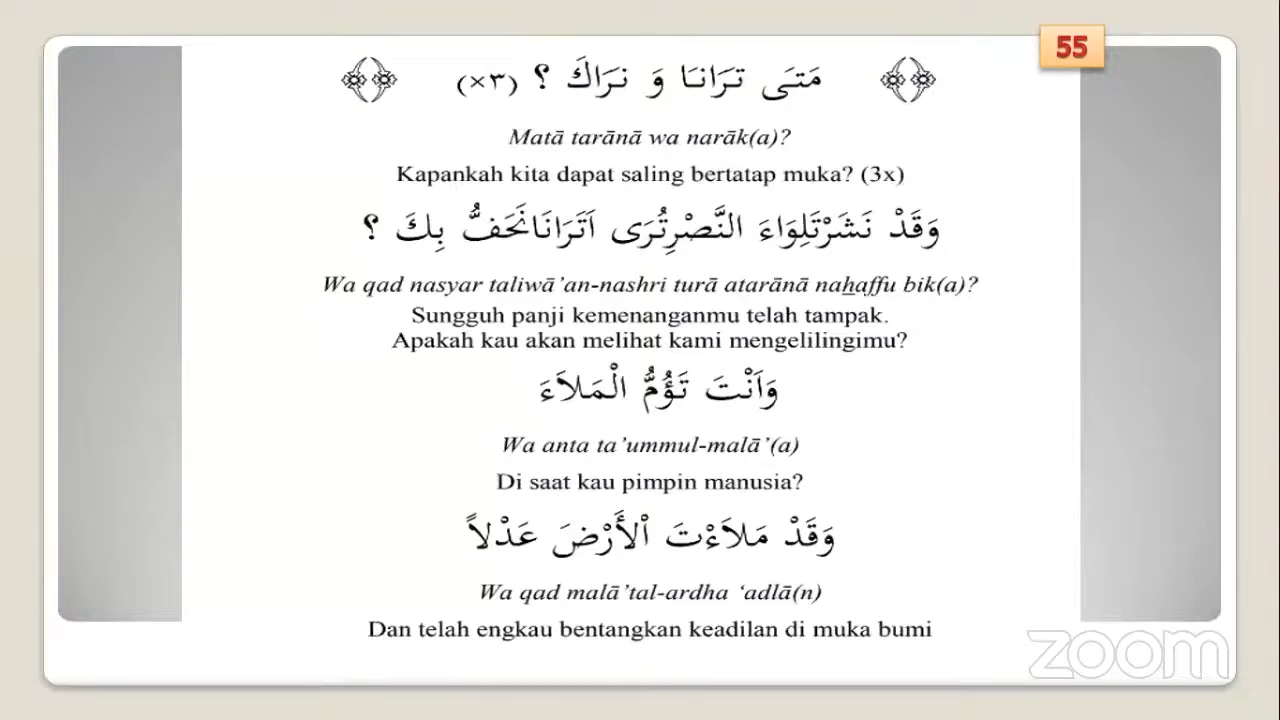 55
مَتىَ تَرَانَا وَ نَرَاكَ ؟ (٣×)
Matā tarānā wa narāk(a)?
Kapankah kita dapat saling bertatap muka? (3x)
وَقَدْ نَشَرْتَلِوَاءَ النَّصْرِتُرَى اَتَرَانَانَحَفُّ بِكَ ؟
Wa qad nasyar taliwā’an-nashri turā atarānā nahaffu bik(a)?
Sungguh panji kemenanganmu telah tampak.
Apakah kau akan melihat kami mengelilingimu?
وَاَنْتَ تَؤُمُّ الْمَلاَءَ
Wa anta ta’ummul-malā’(a)
Di saat kau pimpin manusia?
وَقَدْ مَلاَءْتَ اْلأَرْضَ عَدْلاً
Wa qad malā’tal-ardha ‘adlā(n)
Dan telah engkau bentangkan keadilan di muka bumi
zoom